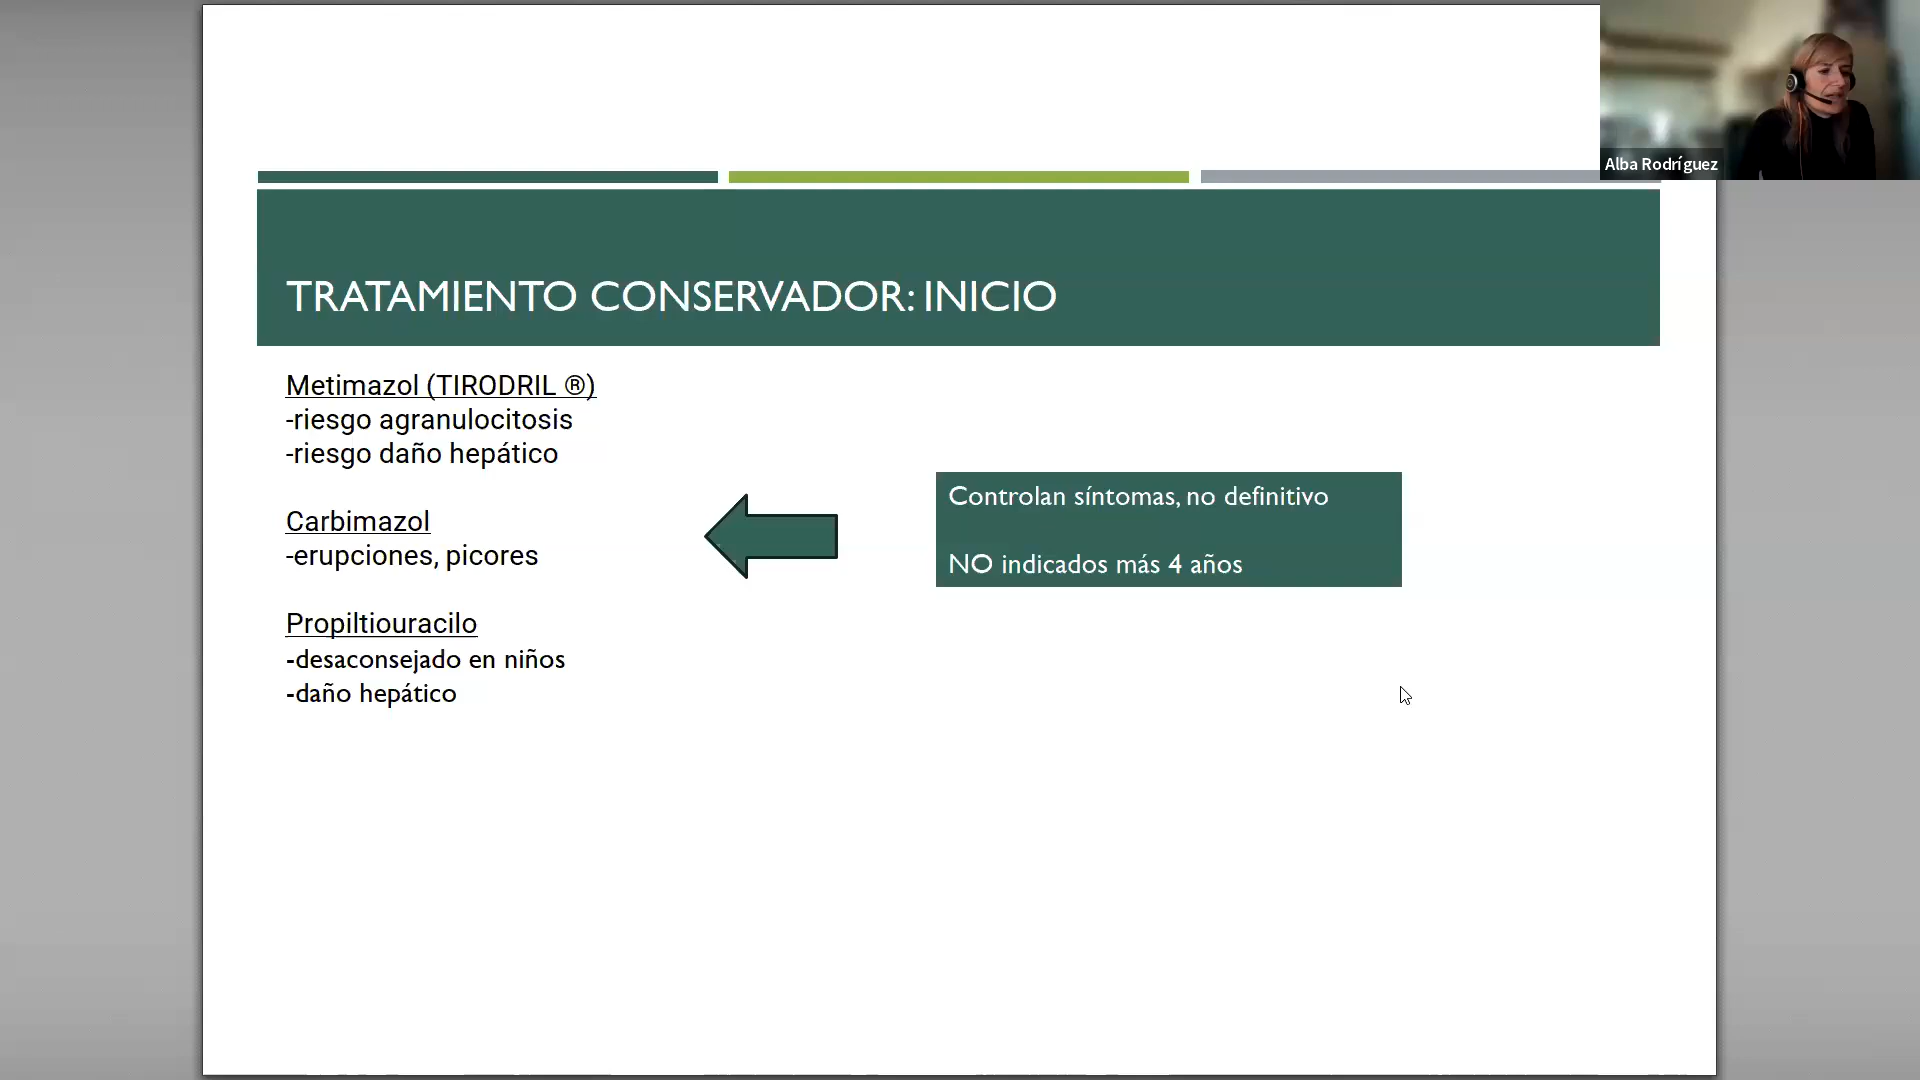 Alba Rodríguez
TRATAMIENTO CONSERVADOR: INICIO
Metimazol (TIRODRIL ®)
-riesgo agranulocitosis
-riesgo daño hepático
Carbimazol
-erupciones, picores
Propiltiouracilo
-desaconsejado en niños
-daño hepático
Controlan síntomas, no definitivo
NO indicados más 4 años